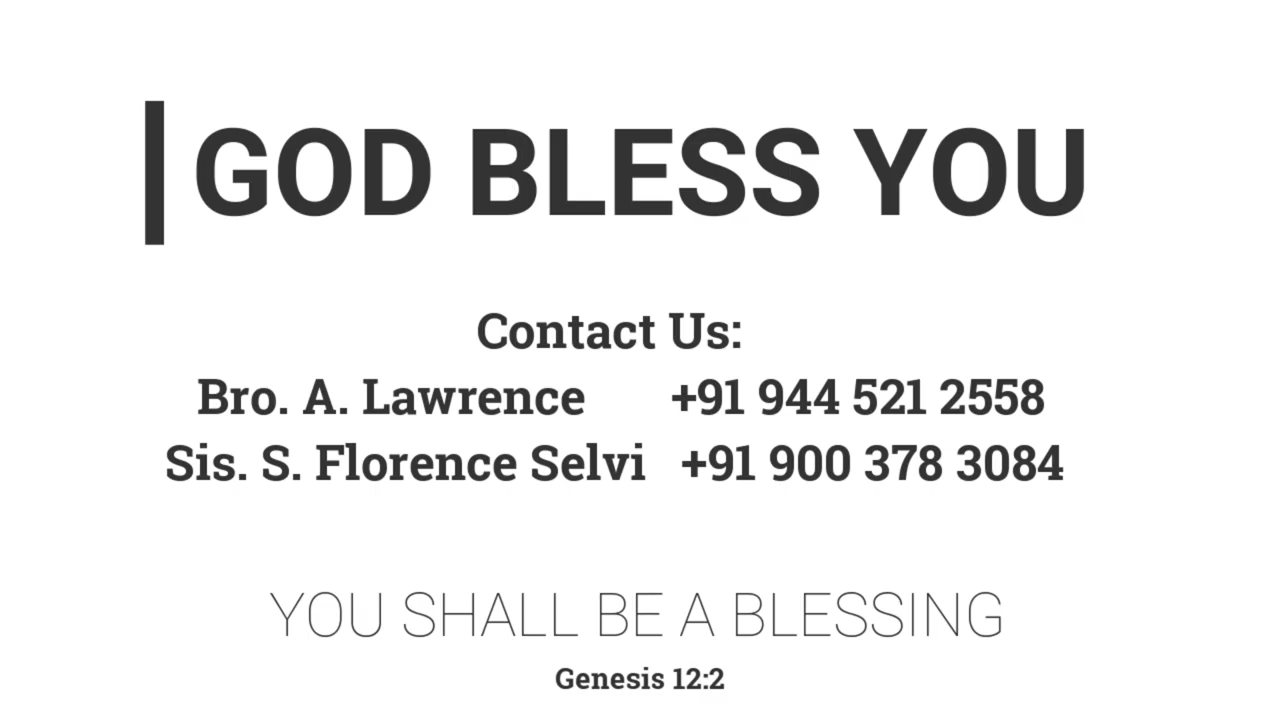 GOD BLESS YOU
Contact Us:
Bro. A. Lawrence +91 944 521 2558
Sis. S. Florence Selvi +91 900 378 3084
YOU SHALL BE A BLESSING
Genesis 12:2